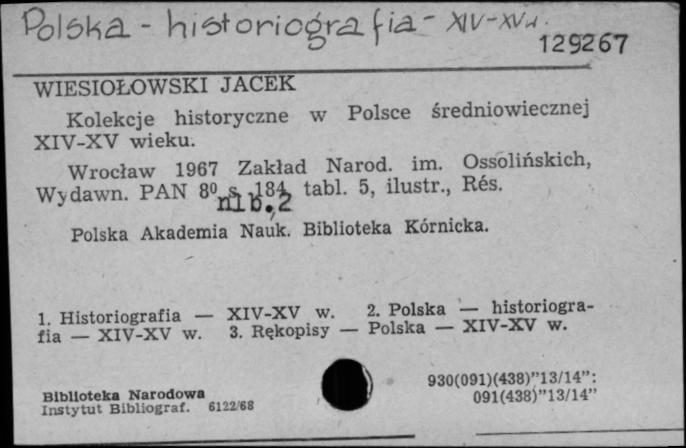 Polska - historiografia - XIV-XV w.
129267
WIESIOŁOWSKI JACEK
Kolekcje historyczne w Polsce średniowiecznej
XIV-XV wieku.
Wrocław 1967 Zakład Narod. im. Ossolińskich,
Wydawn. PAN 8⁰ s. 184, tabl. 5, ilustr., Rés.
nlb.,2
Polska Akademia Nauk. Biblioteka Kórnicka.
1. Historiografia — XIV-XV w. 2. Polska — historiogra-
fia — XIV-XV w. 3. Rękopisy — Polska — XIV-XV w.
930(091)(438)”13/14”:
091(438)”13/14”
Biblioteka Narodowa
Instytut Bibliograf. 6122/68